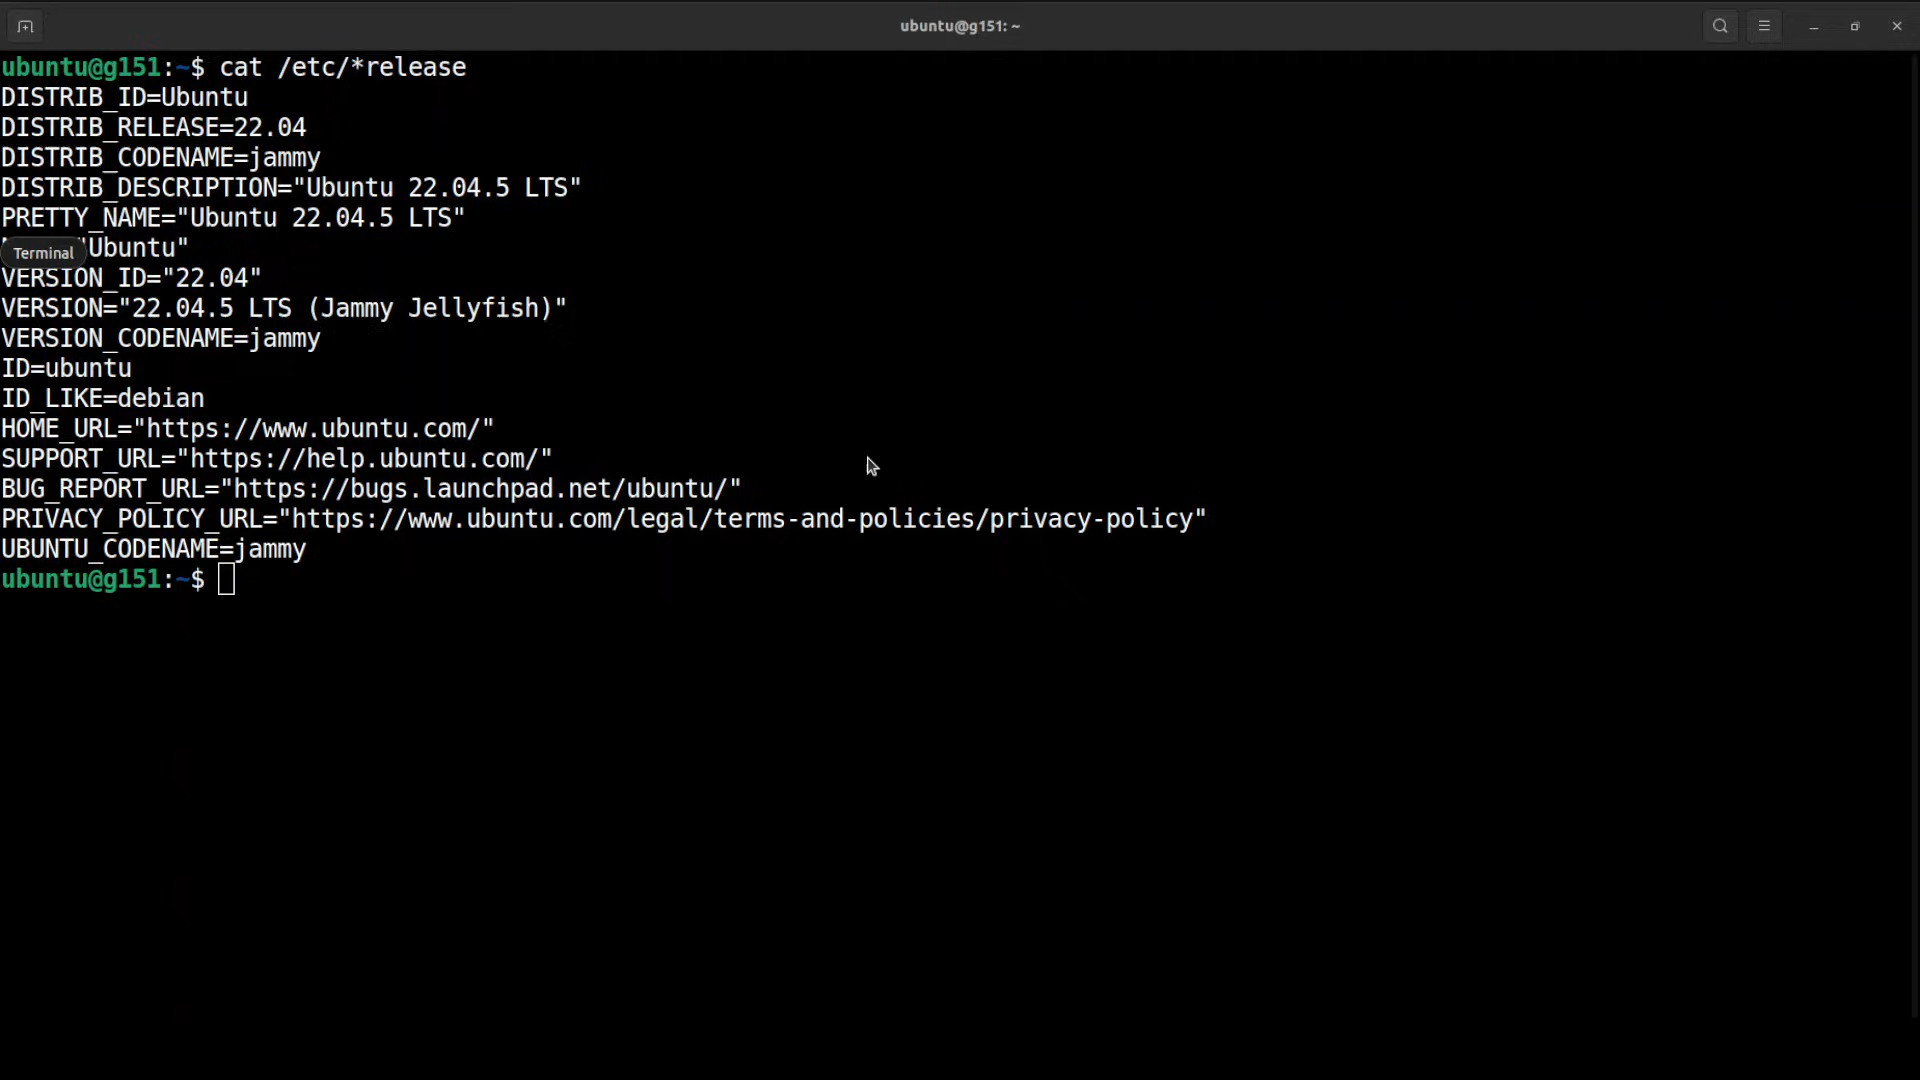 ubuntu@g151: ~
ubuntu@g151:~$ cat /etc/*release
DISTRIB_ID=Ubuntu
DISTRIB_RELEASE=22.04
DISTRIB_CODENAME=jammy
DISTRIB_DESCRIPTION="Ubuntu 22.04.5 LTS"
PRETTY_NAME="Ubuntu 22.04.5 LTS"
Terminal
"Ubuntu"
VERSION_ID="22.04"
VERSION="22.04.5 LTS (Jammy Jellyfish)"
VERSION_CODENAME=jammy
ID=ubuntu
ID_LIKE=debian
HOME_URL="https://www.ubuntu.com/"
SUPPORT_URL="https://help.ubuntu.com/"
BUG_REPORT_URL="https://bugs.launchpad.net/ubuntu/"
PRIVACY_POLICY_URL="https://www.ubuntu.com/legal/terms-and-policies/privacy-policy"
UBUNTU_CODENAME=jammy
ubuntu@g151:~$